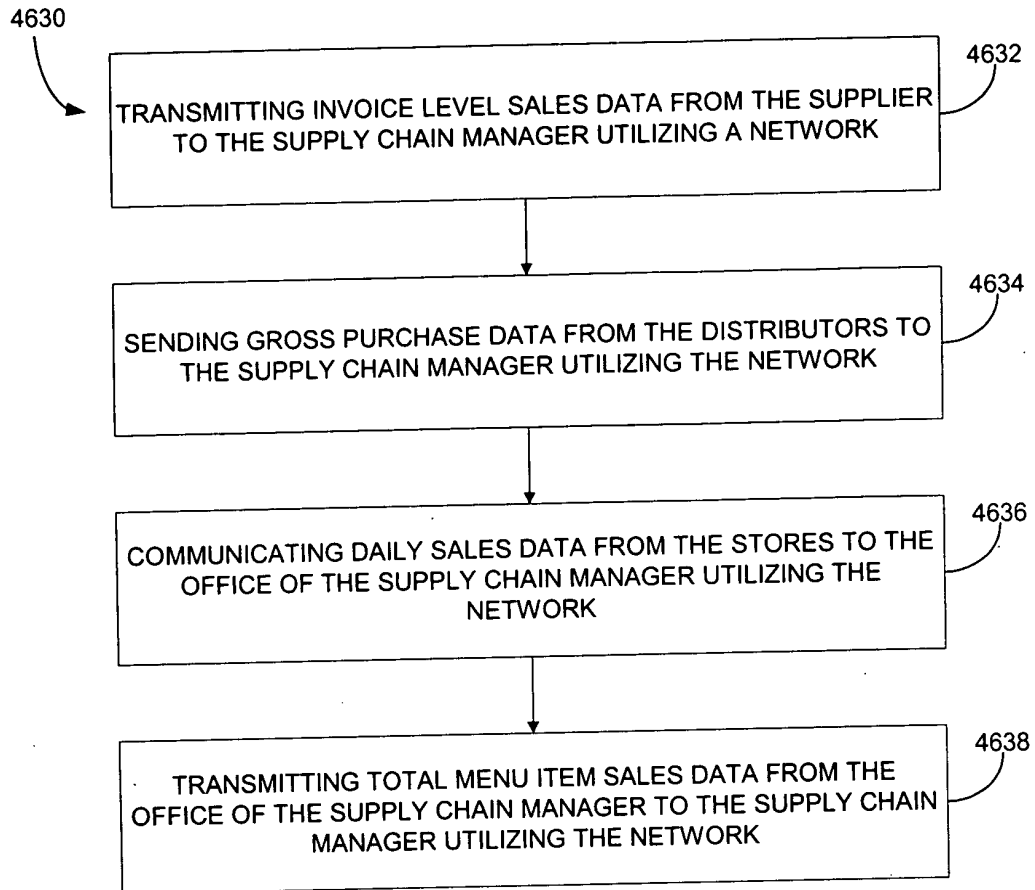 4630
4632
TRANSMITTING INVOICE LEVEL SALES DATA FROM THE SUPPLIER
TO THE SUPPLY CHAIN MANAGER UTILIZING A NETWORK
4634
SENDING GROSS PURCHASE DATA FROM THE DISTRIBUTORS TO
THE SUPPLY CHAIN MANAGER UTILIZING THE NETWORK
4636
COMMUNICATING DAILY SALES DATA FROM THE STORES TO THE
OFFICE OF THE SUPPLY CHAIN MANAGER UTILIZING THE
NETWORK
4638
TRANSMITTING TOTAL MENU ITEM SALES DATA FROM THE
OFFICE OF THE SUPPLY CHAIN MANAGER TO THE SUPPLY CHAIN
MANAGER UTILIZING THE NETWORK